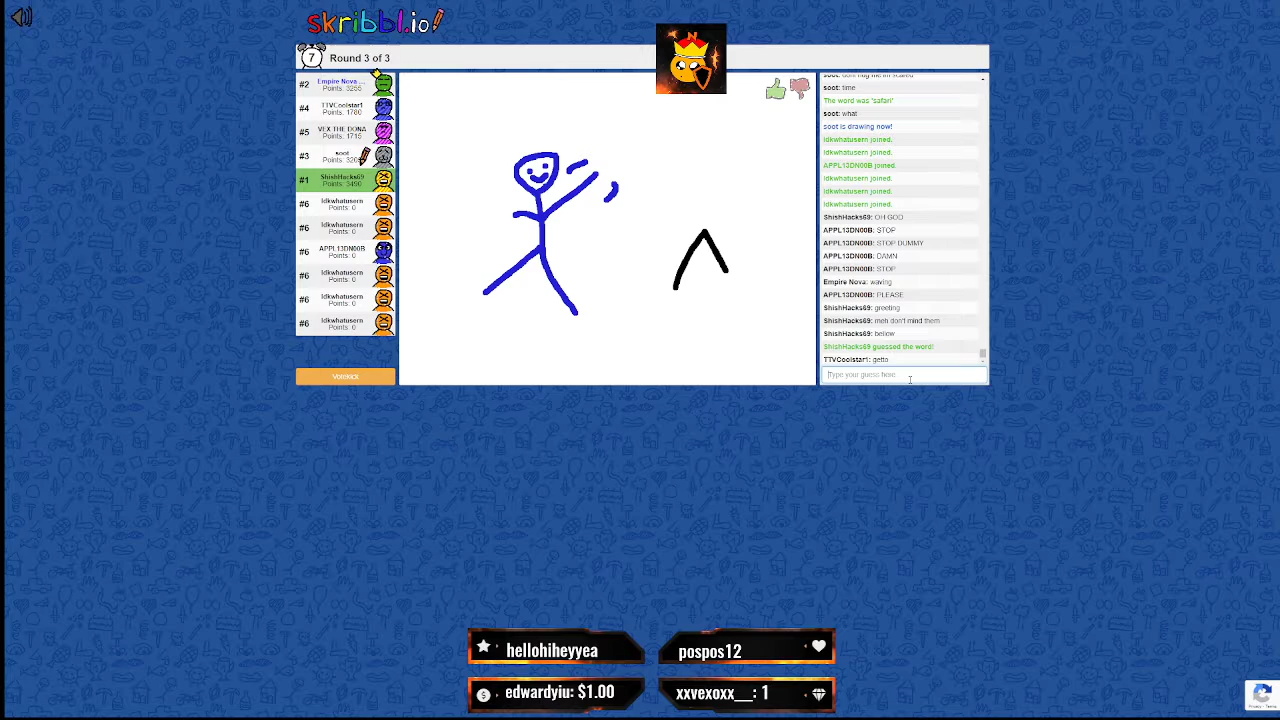 skribbl.io!
7
Round 3 of 3
N
#2
Empire Nova ...
Points: 3255
#4
TTVCoolstar1
Points: 1780
#5
VEX THE DONA
Points: 1715
#3
soot
#1
ShishHacks69
Points: 3490
#6
Idkwhatusern
Points: 0
#6
Idkwhatusern
Points: 0
#6
APPL13DN00B
Points: 0
#6
Idkwhatusern
Points: 0
#6
Idkwhatusern
Points: 0
#6
Idkwhatusern
Points: 0
Votekick
soot: time
The word was 'safari'
soot: what
soot is drawing now!
Idkwhatusern joined.
Idkwhatusern joined.
APPL13DN00B joined.
Idkwhatusern joined.
Idkwhatusern joined.
Idkwhatusern joined.
ShishHacks69: OH GOD
APPL13DN00B: STOP
APPL13DN00B: STOP DUMMY
APPL13DN00B: DAMN
APPL13DN00B: STOP
Empire Nova: waving
APPL13DN00B: PLEASE
ShishHacks69: greeting
ShishHacks69: meh don't mind them
ShishHacks69: bellow
ShishHacks69 guessed the word!
TTVCoolstar1: getto
Type your guess here
hellohiheyyea
pospos12
edwardyiu: $1.00
xxvexoxx__: 1
Privacy - Terms